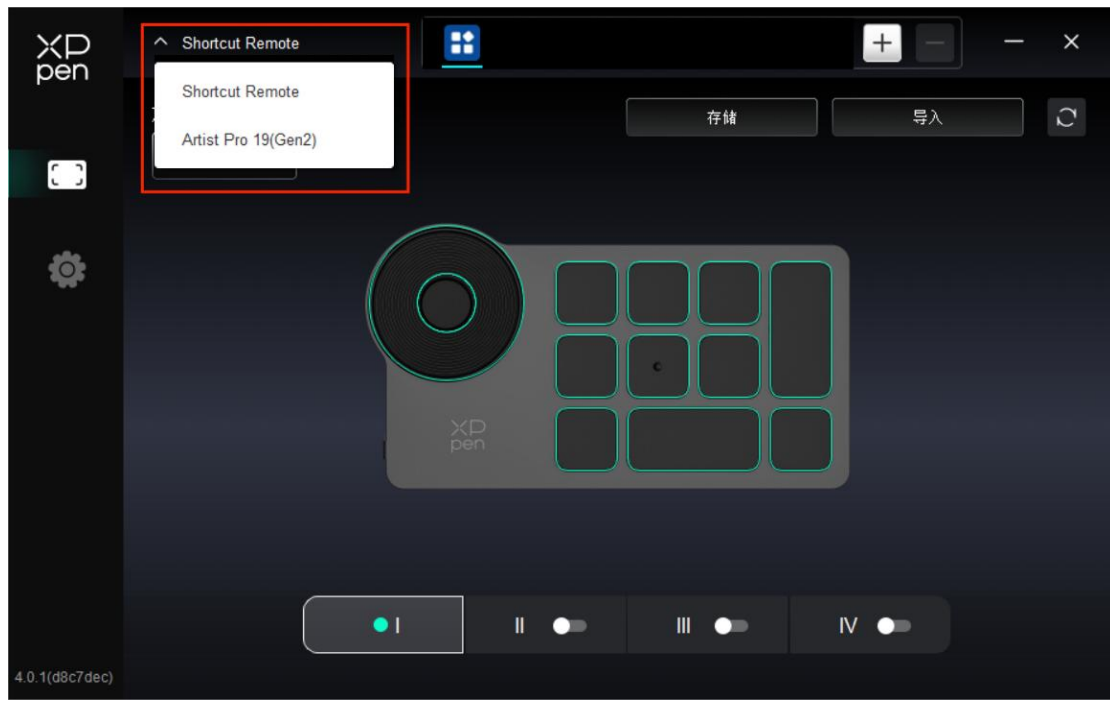 XP
pen
Shortcut Remote
Shortcut Remote
Artist Pro 19(Gen2)
存储
导入
XP
pen
I
II
III
IV
4.0.1(d8c7dec)